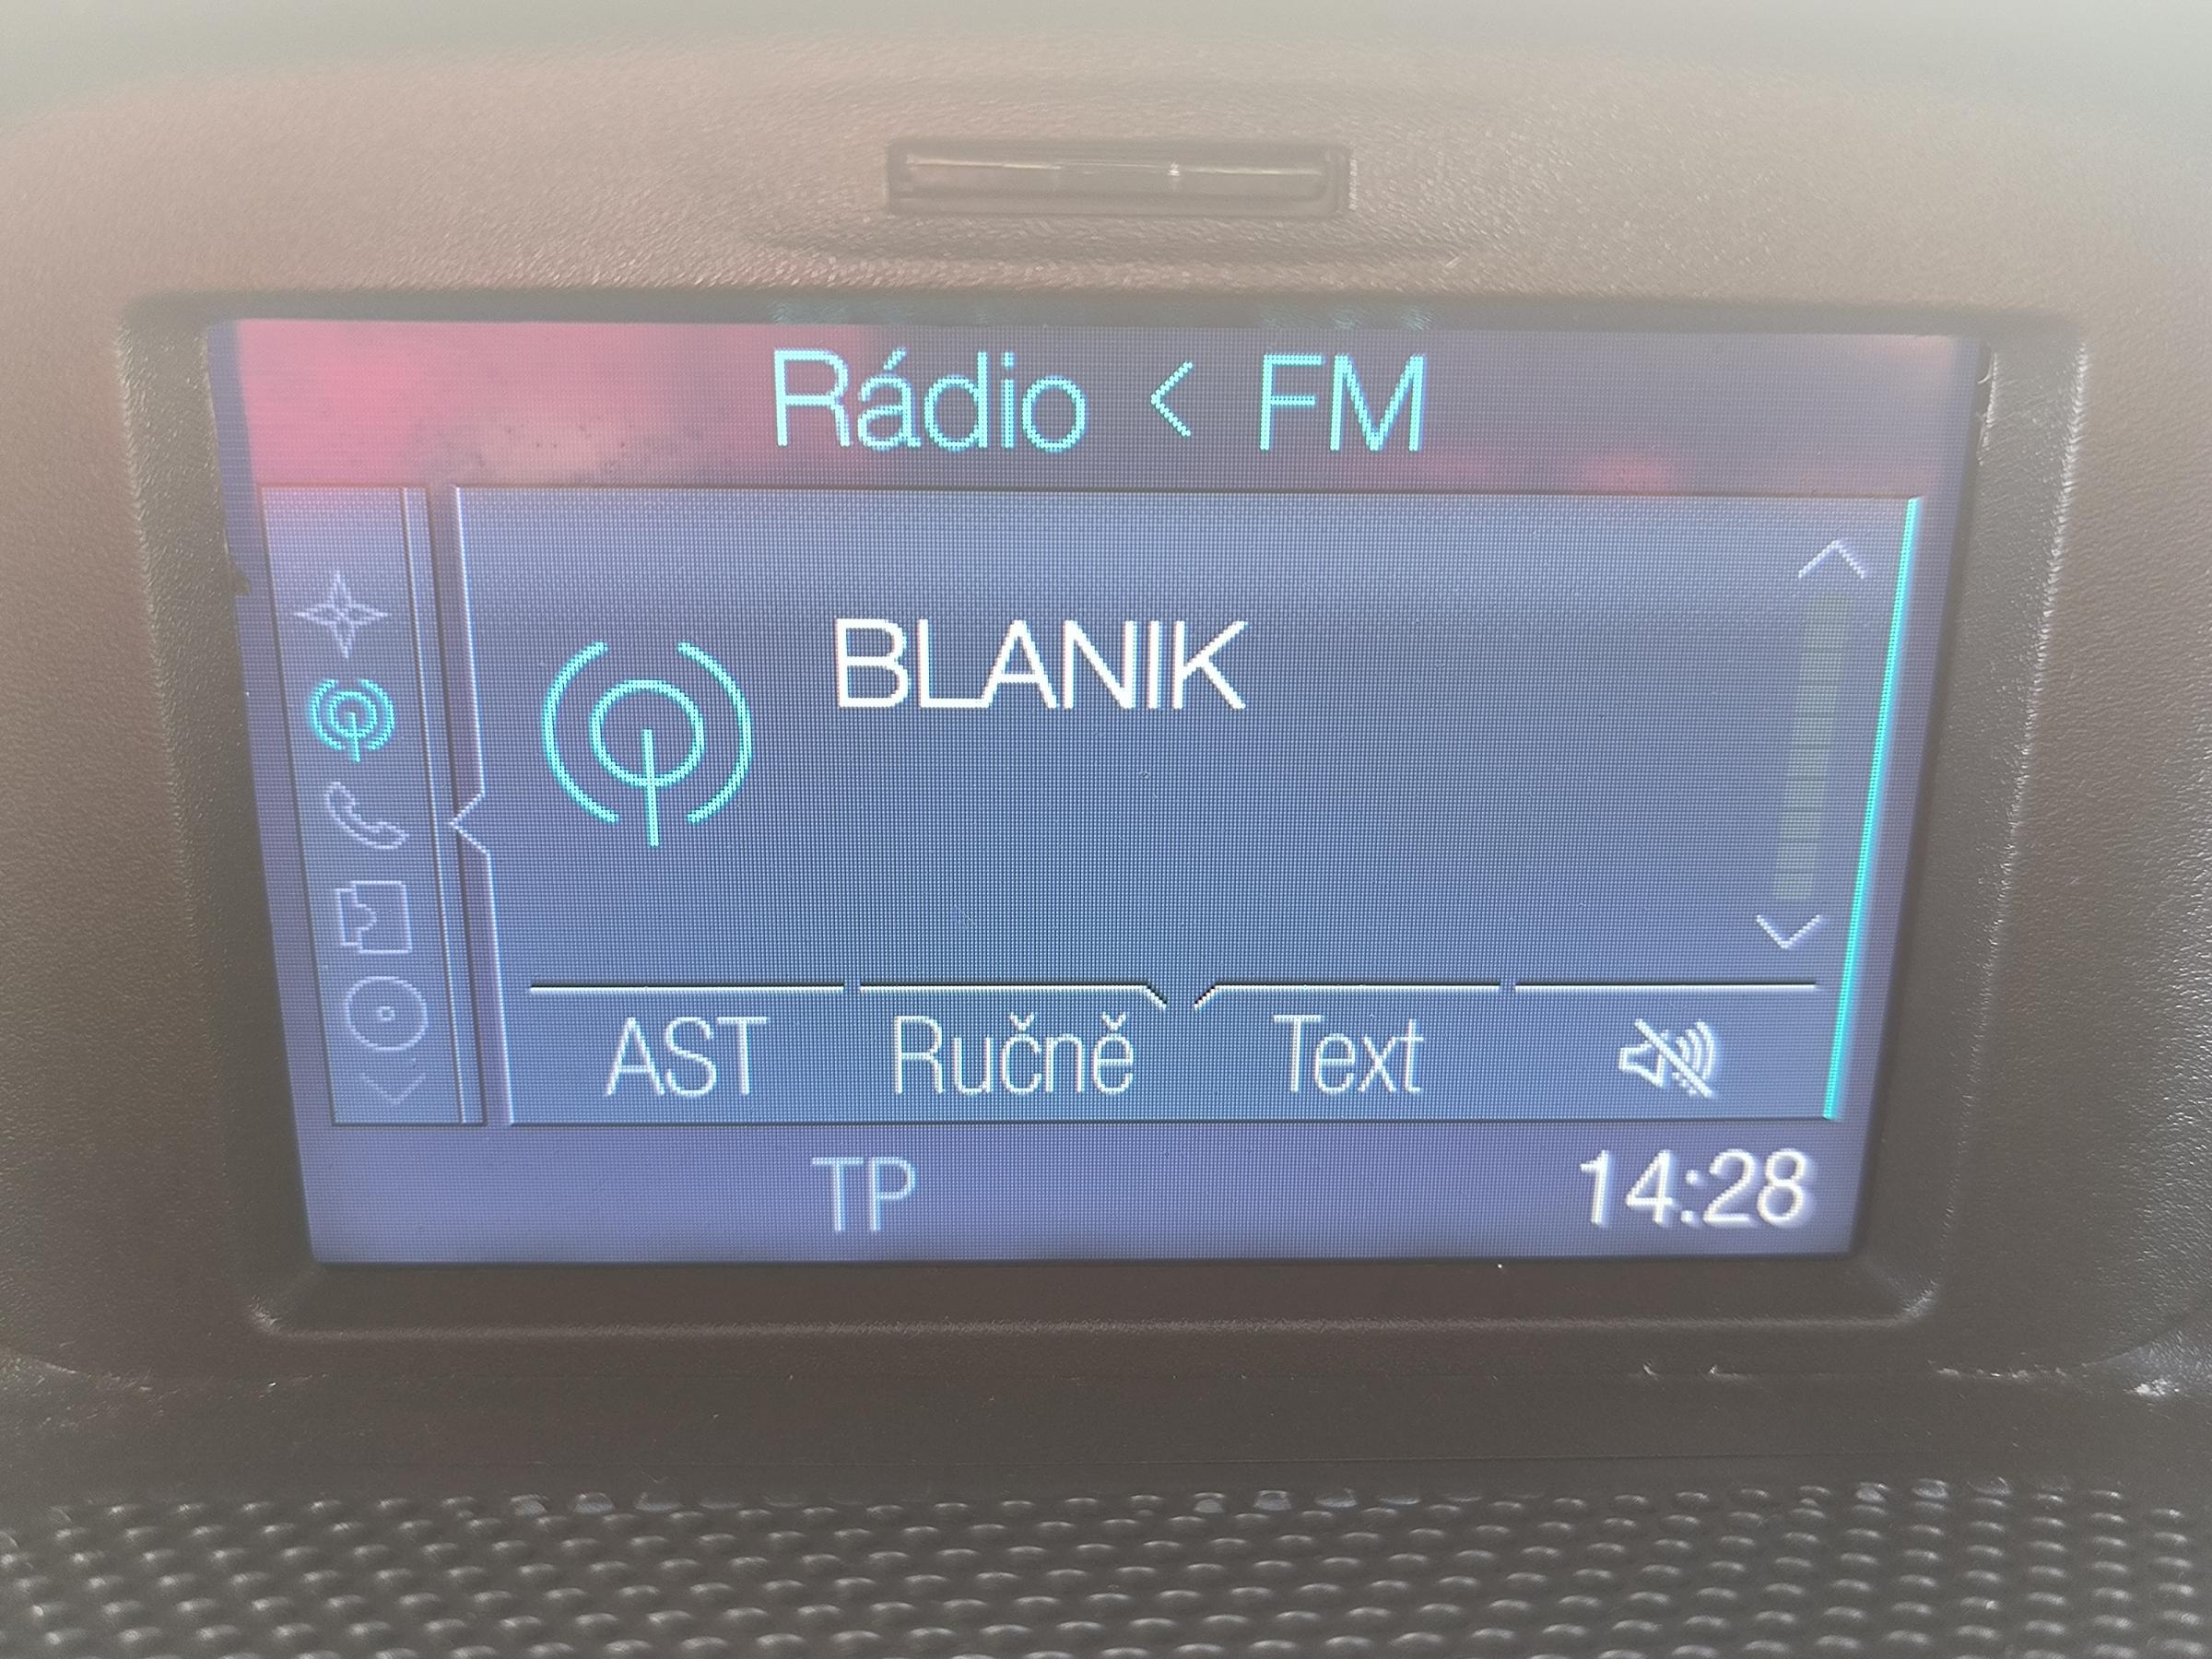 Rádio < FM
BLANIK
AST Ručně Text
TP 14:28